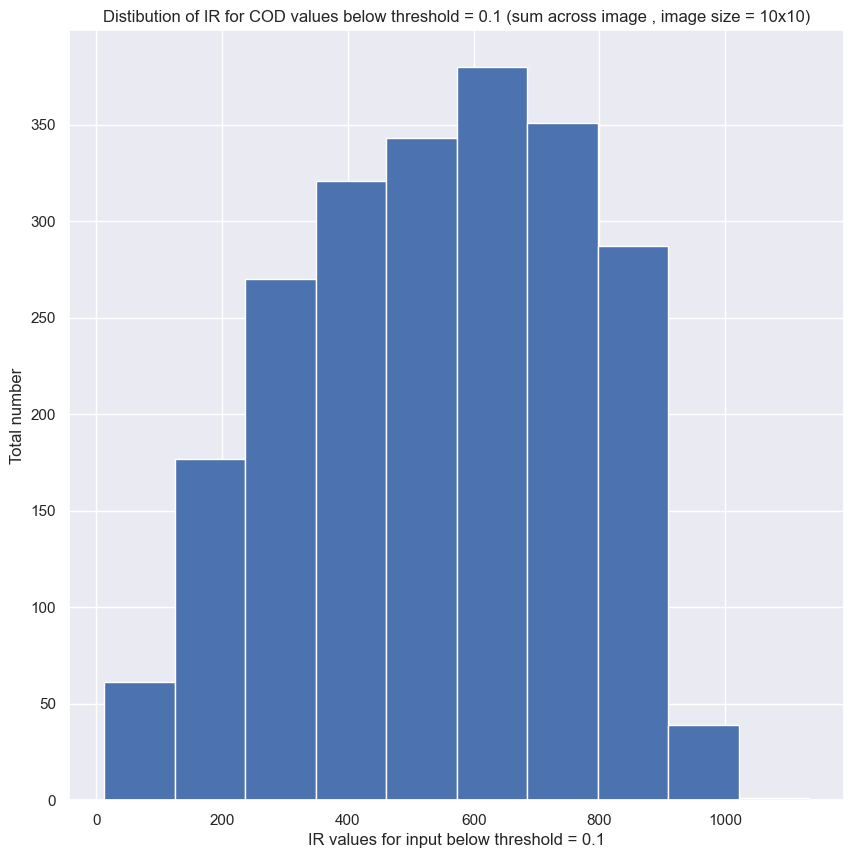 Distibution of IR for COD values below threshold = 0.1 (sum across image , image size = 10x10)
350
300
250
200
150
100
50
0
Total number
0 200 400 600 800 1000
IR values for input below threshold = 0.1